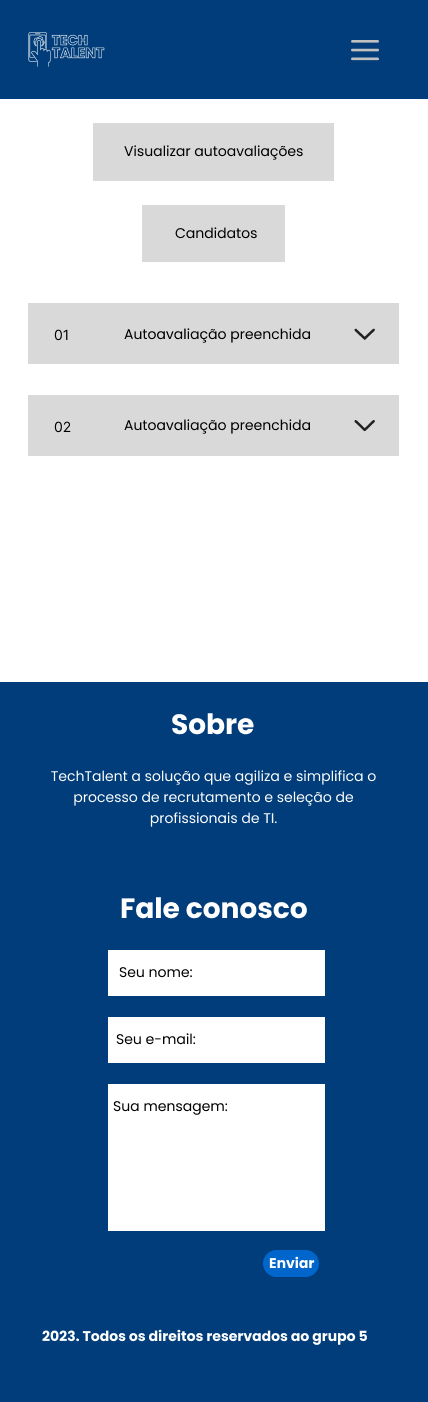 TECH
TALENT
Visualizar autoavaliações
Candidatos
01 Autoavaliação preenchida
02 Autoavaliação preenchida
Sobre
TechTalent a solução que agiliza e simplifica o
processo de recrutamento e seleção de
profissionais de TI.
Fale conosco
Seu nome:
Seu e-mail:
Sua mensagem:
Enviar
2023. Todos os direitos reservados ao grupo 5